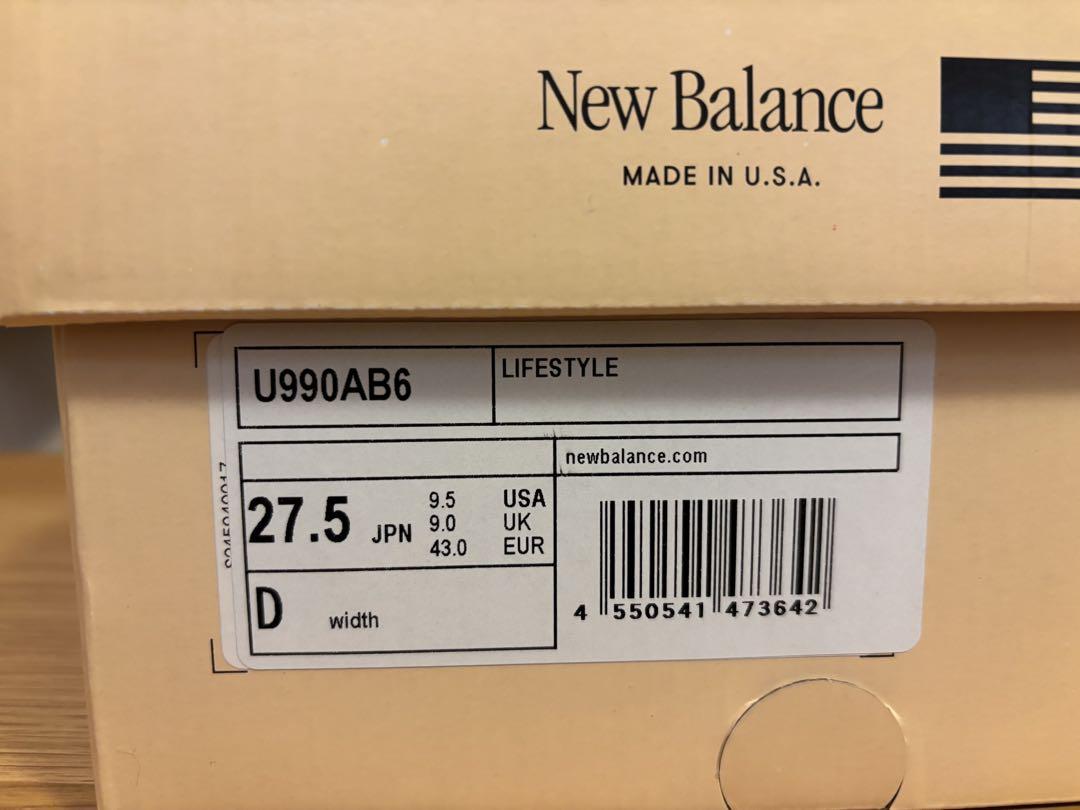 New Balance
MADE IN U.S.A.
U990AB6
LIFESTYLE
newbalance.com
27.5 JPN
9.5 USA
9.0 UK
43.0 EUR
D width
4 550541 473642